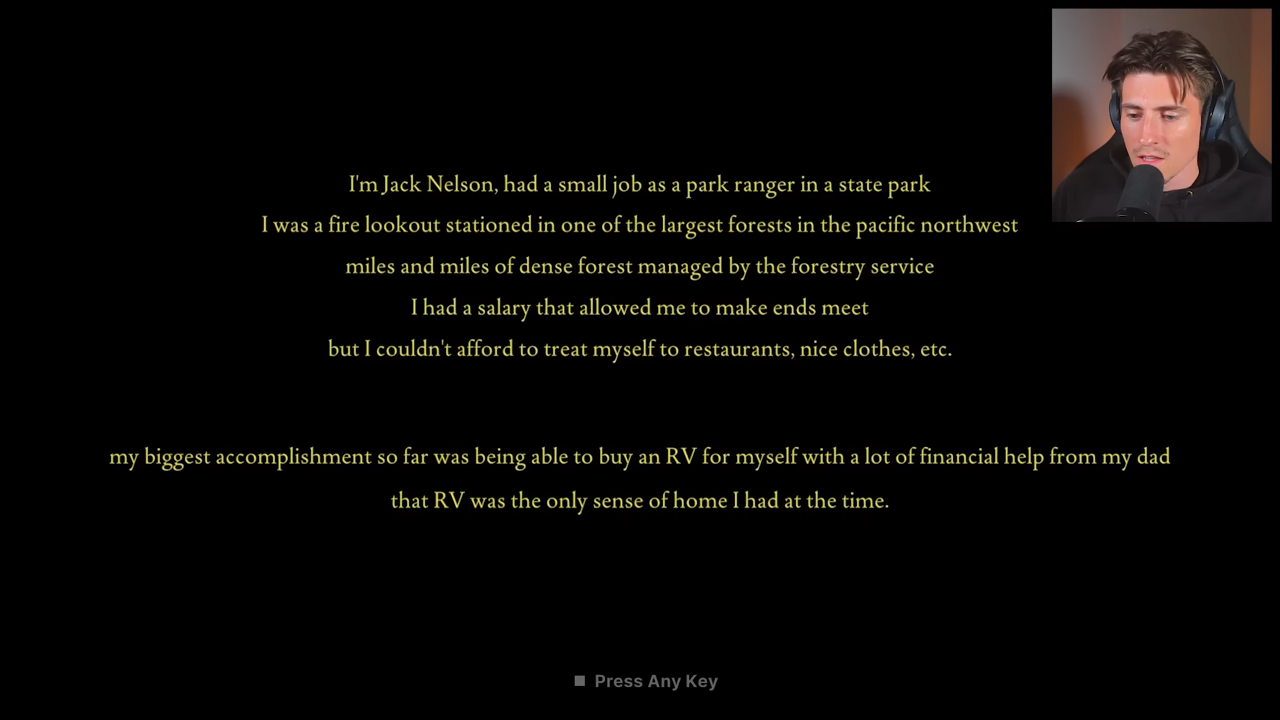 I'm Jack Nelson, had a small job as a park ranger in a state park
I was a fire lookout stationed in one of the largest forests in the pacific northwest
miles and miles of dense forest managed by the forestry service
I had a salary that allowed me to make ends meet
but I couldn't afford to treat myself to restaurants, nice clothes, etc.
my biggest accomplishment so far was being able to buy an RV for myself with a lot of financial help from my dad
that RV was the only sense of home I had at the time.
Press Any Key